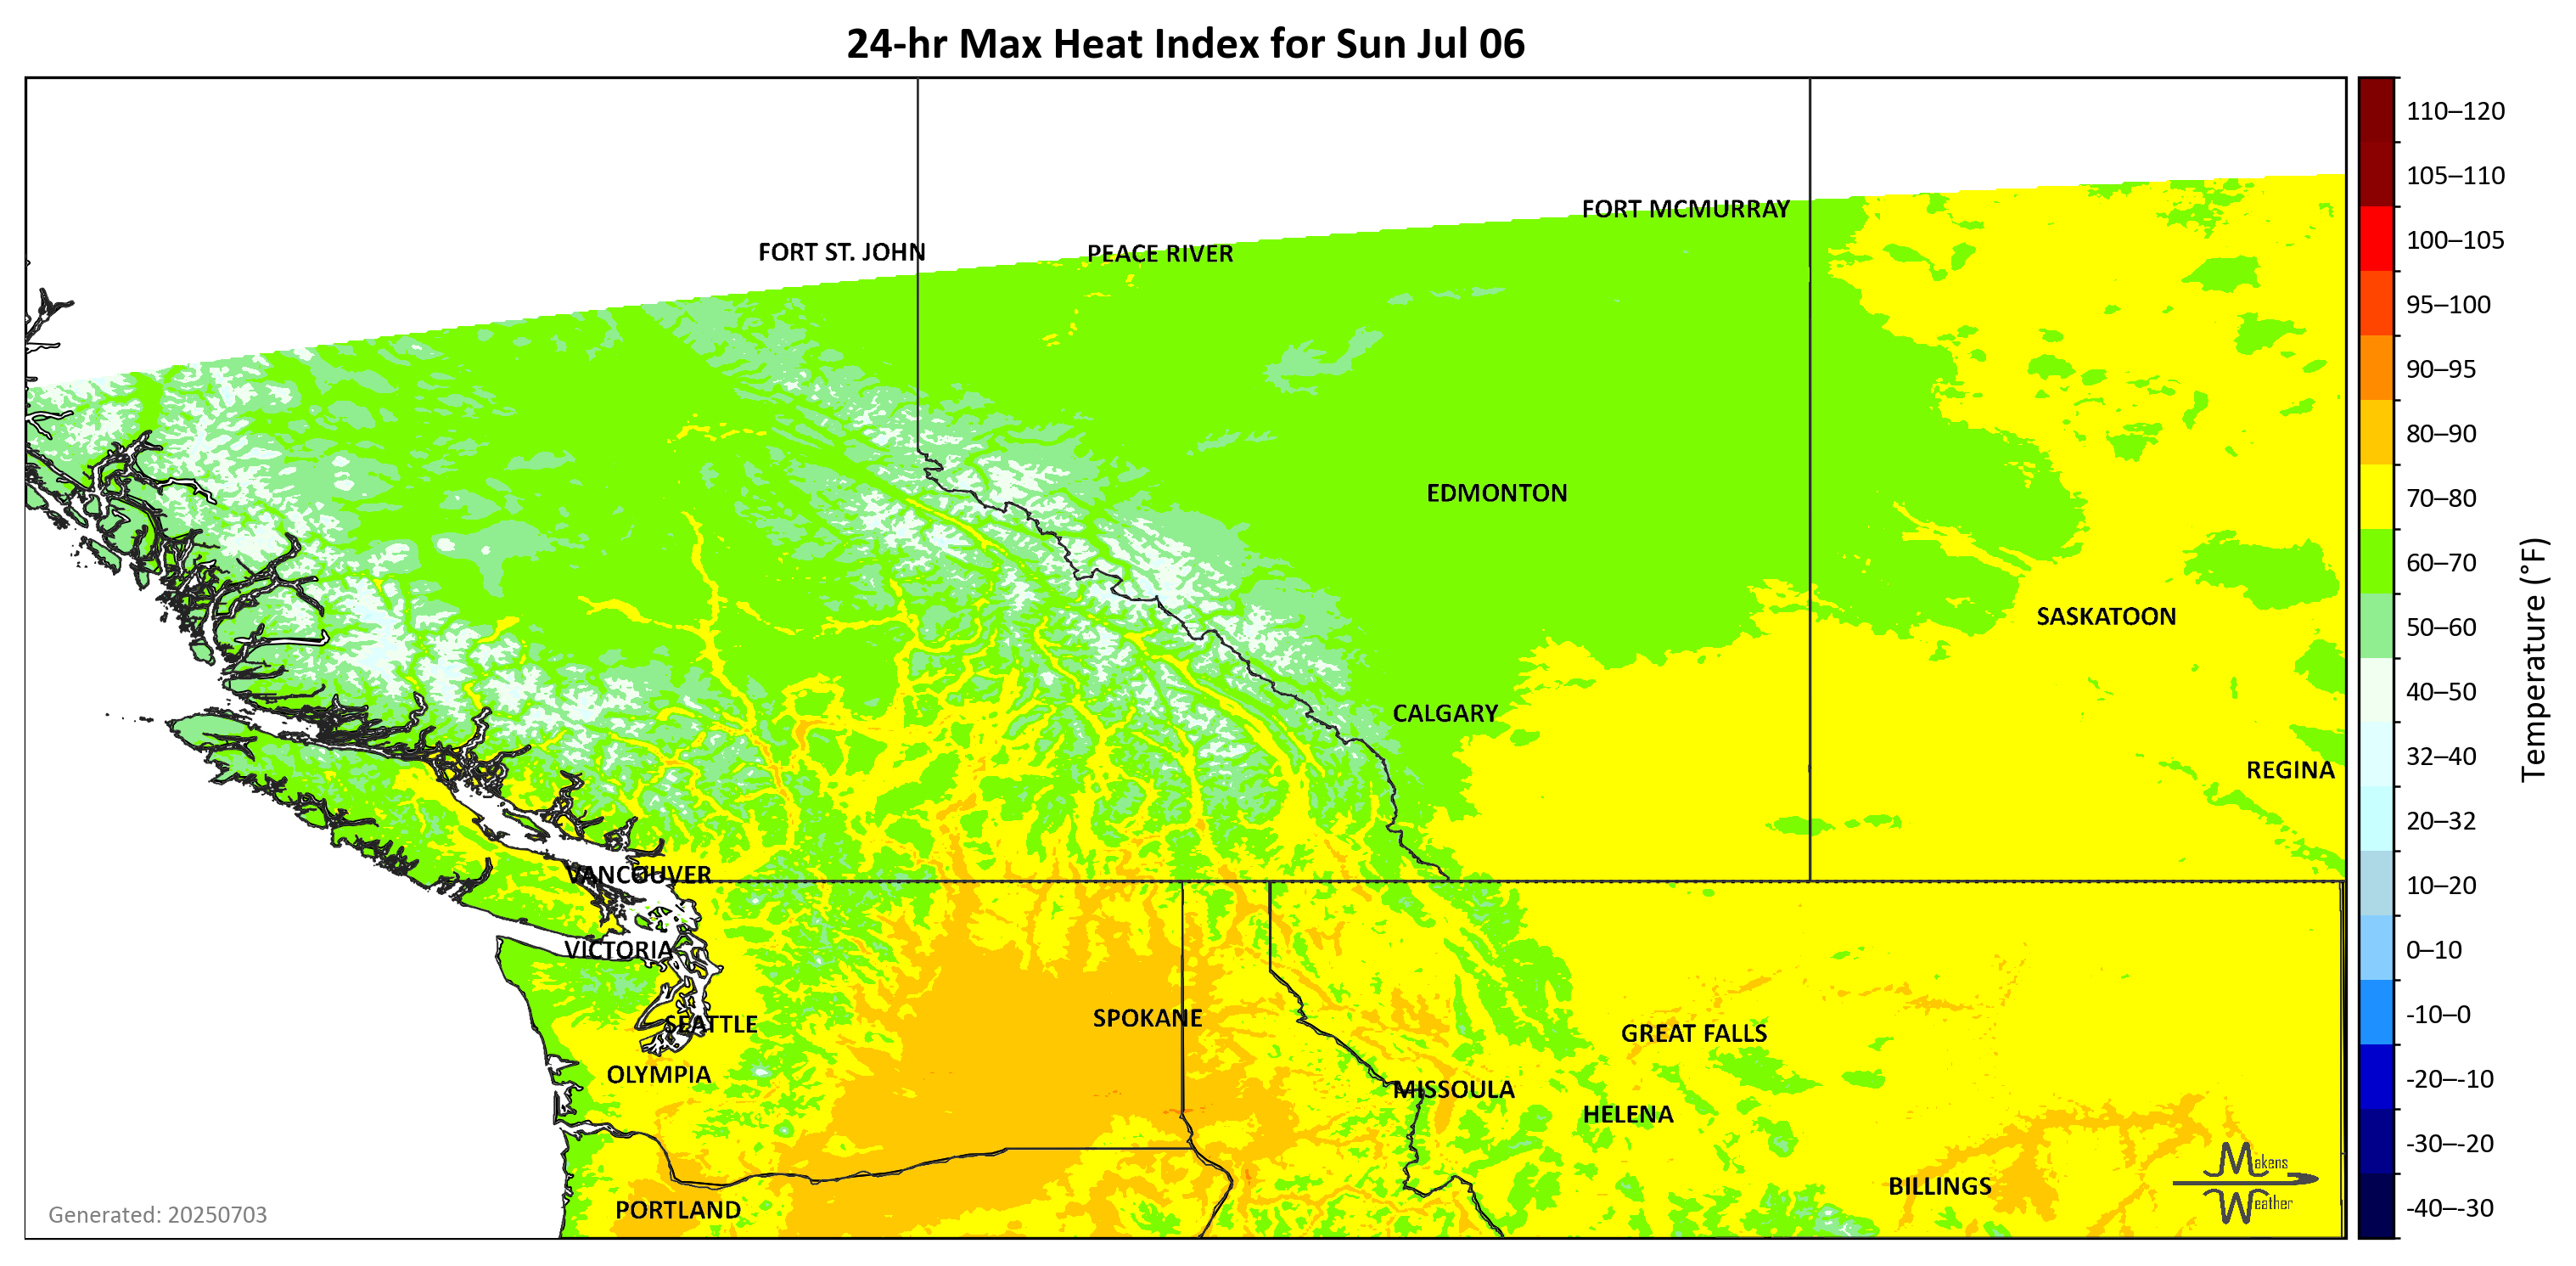 24-hr Max Heat Index for Sun Jul 06
FORT MCMURRAY
FORT ST. JOHN
PEACE RIVER
EDMONTON
SASKATOON
CALGARY
REGINA
VANCOUVER
VICTORIA
SEATTLE
SPOKANE
GREAT FALLS
OLYMPIA
MISSOULA
HELENA
BILLINGS
PORTLAND
Makens
Weather
Generated: 20250703
110–120
105–110
100–105
95–100
90–95
80–90
70–80
60–70
50–60
40–50
32–40
20–32
10–20
0–10
-10–0
-20–-10
-30–-20
-40–-30
Temperature (°F)